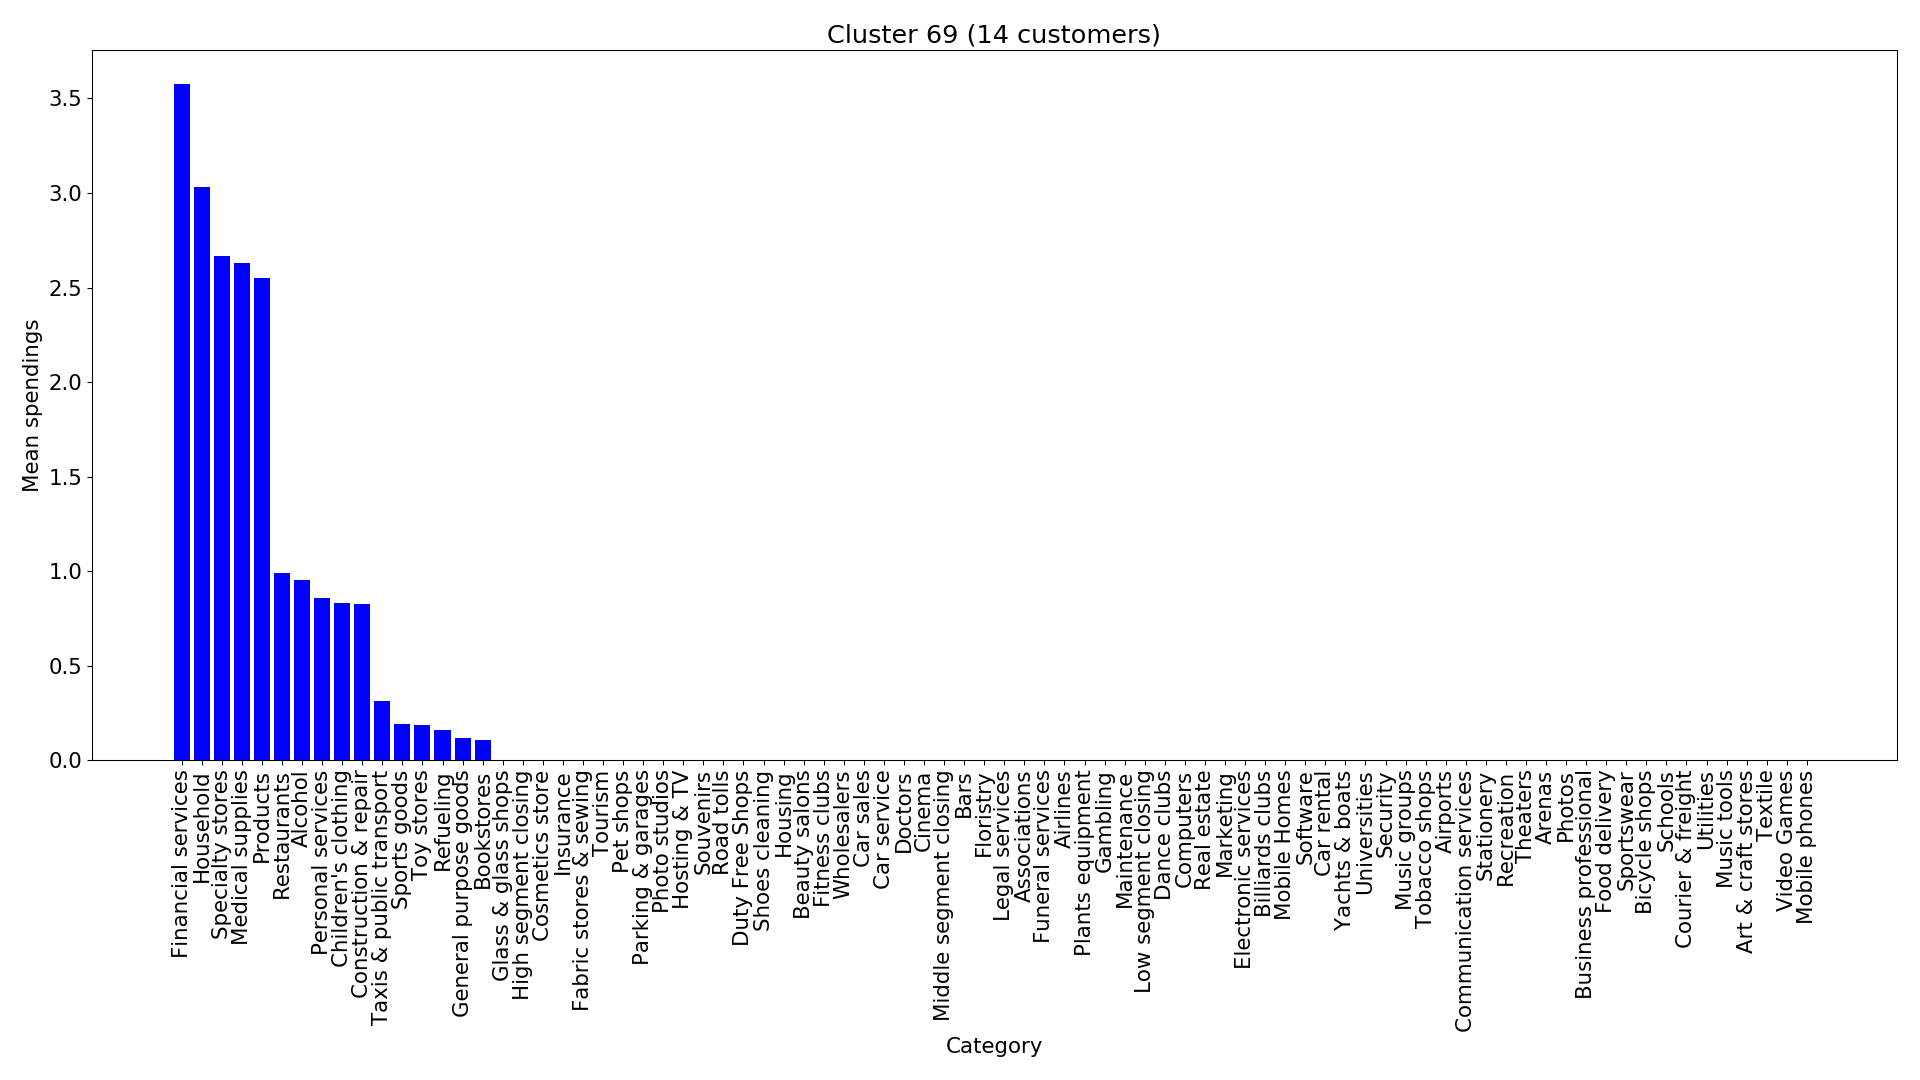 Cluster 69 (14 customers)
Mean spendings
3.5
3.0
2.5
2.0
1.5
1.0
0.5
0.0
Financial services
Household
Specialty stores
Medical supplies
Products
Restaurants
Alcohol
Personal services
Children's clothing
Construction & repair
Taxis & public transport
Sports goods
Toy stores
Refuelling
General purpose goods
Bookstores
Glass & glass shops
High segment closing
Cosmetics store
Insurance
Fabric stores & sewing
Tourism
Pet shops
Parking & garages
Photo studios
Hosting & TV
Souvenirs
Road tolls
Duty Free Shops
Shoes cleaning
Housing
Beauty salons
Fitness clubs
Wholesalers
Car sales
Car service
Doctors
Cinema
Middle segment closing
Bars
Floristry
Legal services
Associations
Funeral services
Airlines
Plants equipment
Gambling
Maintenance
Low segment closing
Dance clubs
Computers
Real estate
Marketing
Electronic services
Billiards clubs
Mobile Homes
Software
Car rental
Yachts & boats
Universities
Security
Music groups
Tobacco shops
Airports
Communication services
Stationery
Recreation
Theaters
Arenas
Photos
Business professional
Food delivery
Sportswear
Bicycle shops
Schools
Courier & freight
Utilities
Music tools
Art & craft stores
Textile
Video Games
Mobile phones
Category